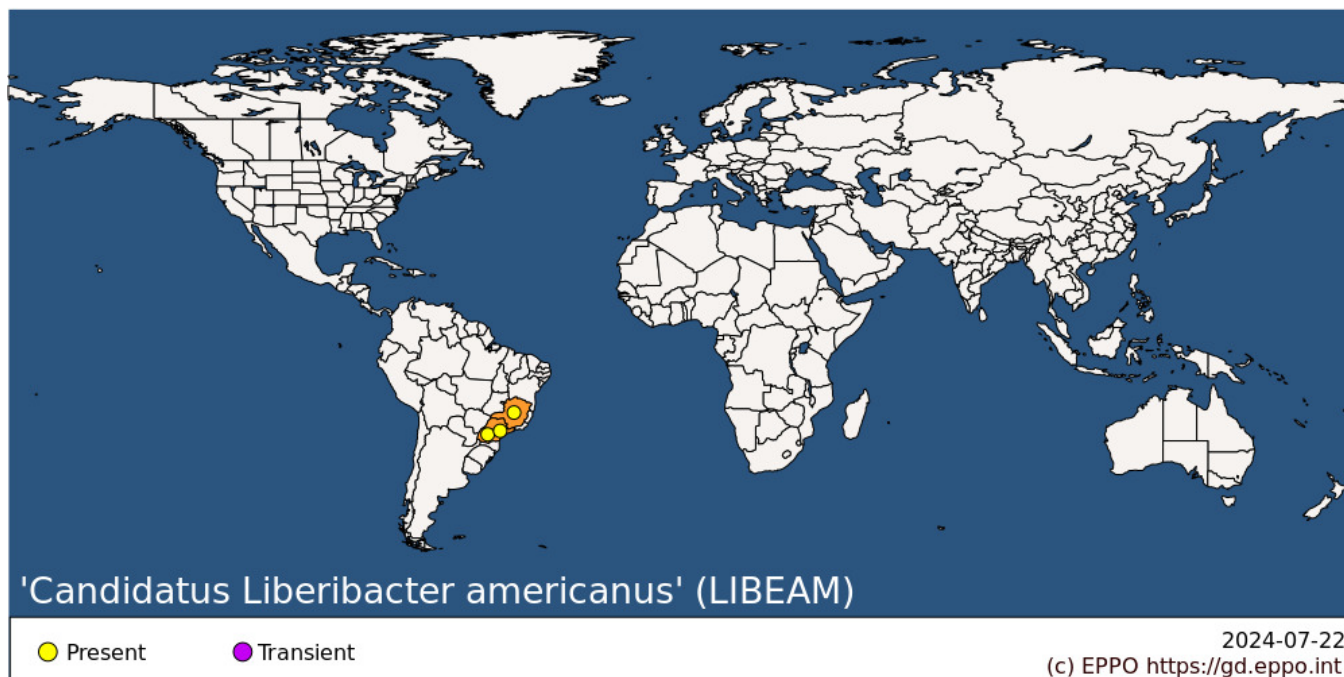 'Candidatus Liberibacter americanus' (LIBEAM)
Present
Transient
2024-07-22
(c) EPPO https://gd.eppo.int